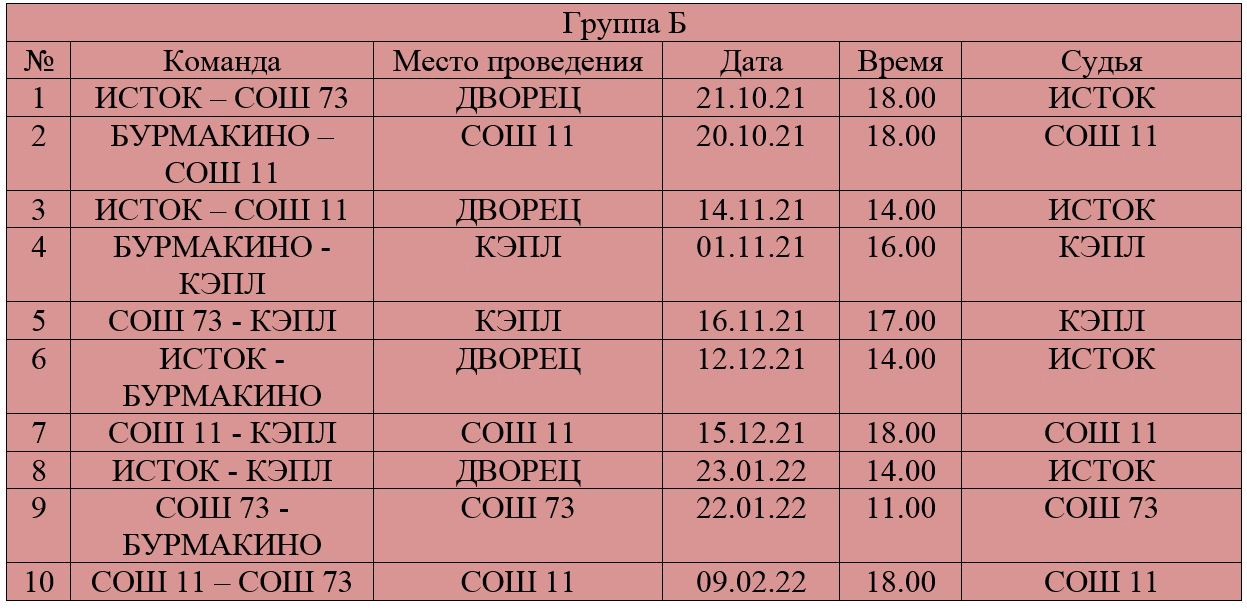 Группа Б
№ Команда Место проведения Дата Время Судья
1 ИСТОК – СОШ 73 ДВОРЕЦ 21.10.21 18.00 ИСТОК
2 БУРМАКИНО – СОШ 11 20.10.21 18.00 СОШ 11
СОШ 11
3 ИСТОК – СОШ 11 ДВОРЕЦ 14.11.21 14.00 ИСТОК
4 БУРМАКИНО - КЭПЛ 01.11.21 16.00 КЭПЛ
КЭПЛ
5 СОШ 73 - КЭПЛ КЭПЛ 16.11.21 17.00 КЭПЛ
6 ИСТОК - ДВОРЕЦ 12.12.21 14.00 ИСТОК
БУРМАКИНО
7 СОШ 11 - КЭПЛ СОШ 11 15.12.21 18.00 СОШ 11
8 ИСТОК - КЭПЛ ДВОРЕЦ 23.01.22 14.00 ИСТОК
9 СОШ 73 - СОШ 73 22.01.22 11.00 СОШ 73
БУРМАКИНО
10 СОШ 11 – СОШ 73 СОШ 11 09.02.22 18.00 СОШ 11